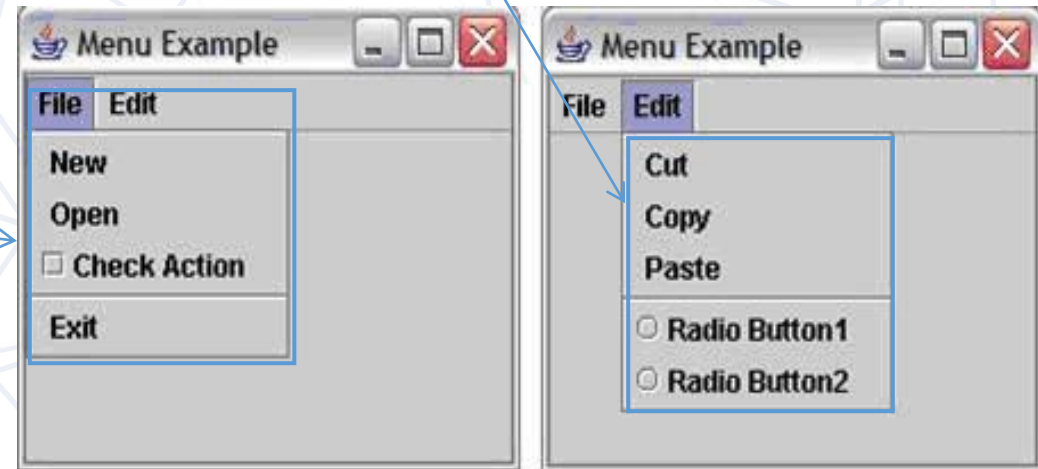 Menu Example
File Edit
New
Open
Check Action
Exit
Menu Example
File Edit
Cut
Copy
Paste
Radio Button1
Radio Button2